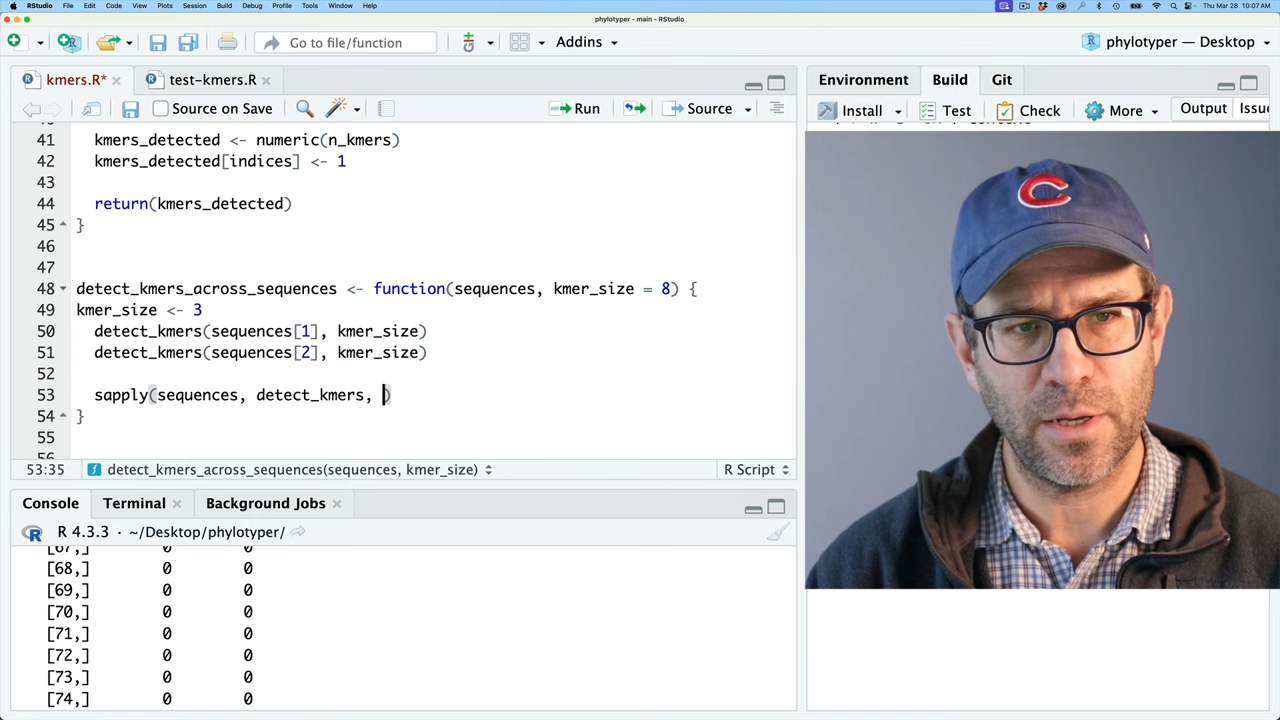 RStudio File Edit Code View Plots Session Build Debug Profile Tools Window Help Thu Mar 28 10:07 AM
phylotyper - main - RStudio
Go to file/function Addins phylotyper — Desktop
kmers.R* test-kmers.R
Source on Save Run Source
41 kmers_detected <- numeric(n_kmers)
42 kmers_detected[indices] <- 1
43
44 return(kmers_detected)
45 }
46
47
48 detect_kmers_across_sequences <- function(sequences, kmer_size = 8) {
49 kmer_size <- 3
50 detect_kmers(sequences[1], kmer_size)
51 detect_kmers(sequences[2], kmer_size)
52
53 sapply(sequences, detect_kmers, )
54 }
55
53:35 detect_kmers_across_sequences(sequences, kmer_size) R Script
Console Terminal Background Jobs
R 4.3.3 · ~/Desktop/phylotyper/
[67,] 0 0
[68,] 0 0
[69,] 0 0
[70,] 0 0
[71,] 0 0
[72,] 0 0
[73,] 0 0
[74,] 0 0
Environment Build Git
Install Test Check More Output Issue
C